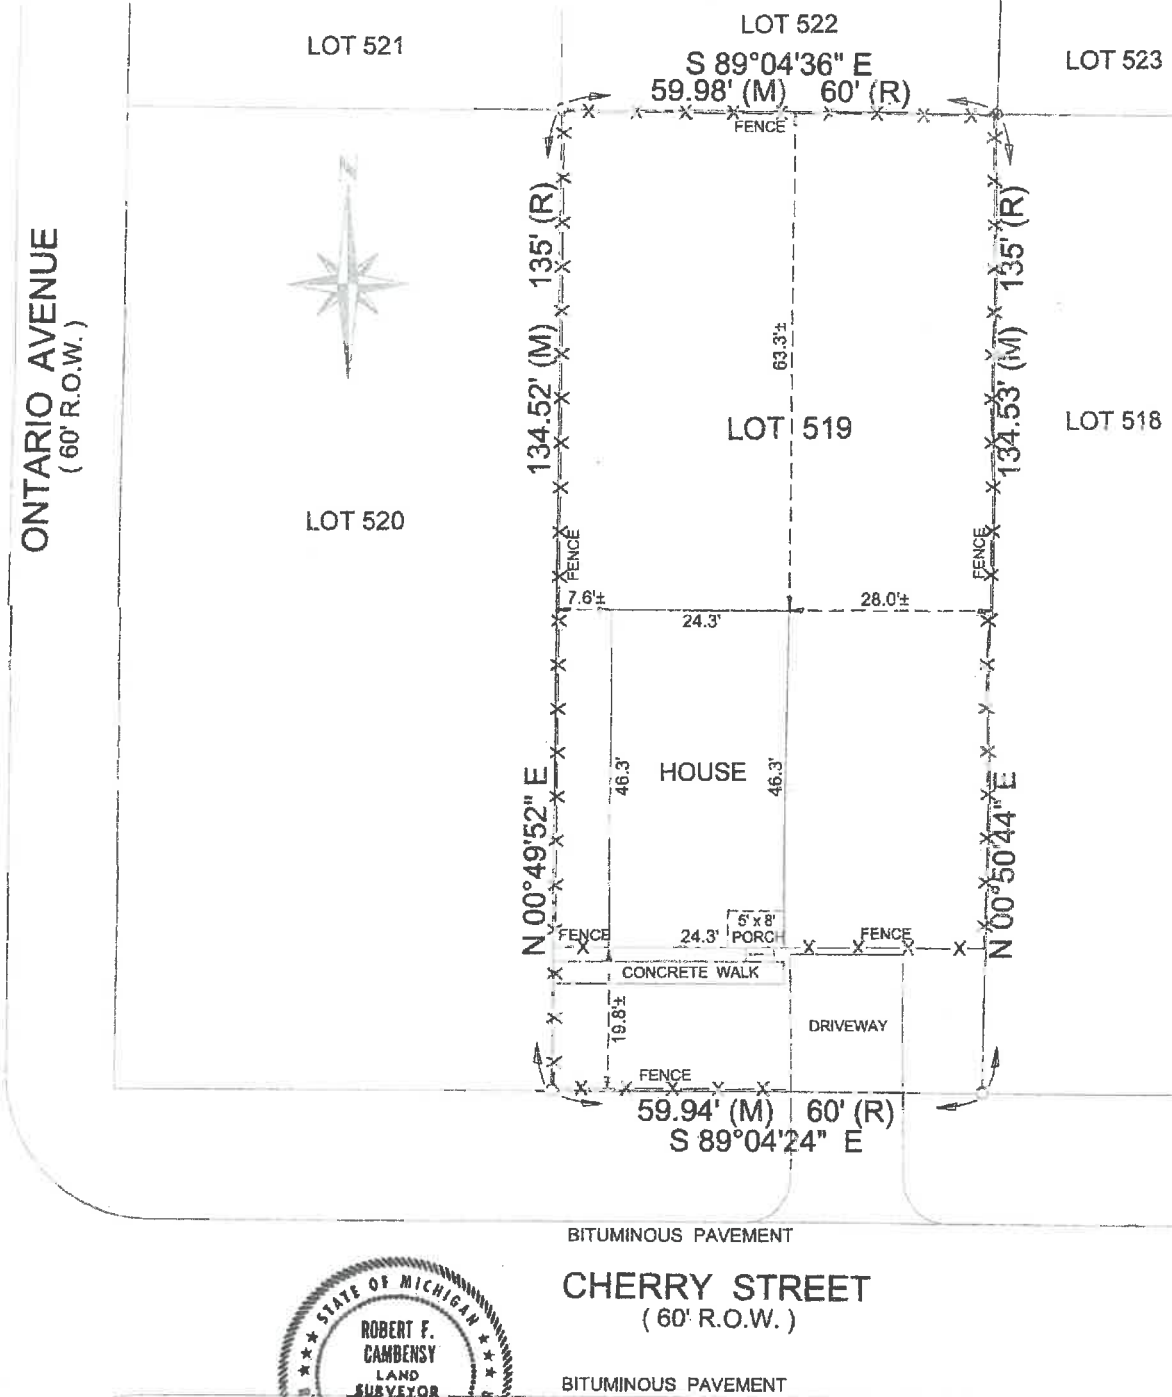 LOT 521
LOT 522
LOT 523
S 89°04'36" E
59.98' (M) 60' (R)
FENCE
N
ONTARIO AVENUE
( 60' R.O.W. )
134.52' (M) 135' (R)
63.3'±
134.53' (M) 135' (R)
LOT 519
LOT 518
LOT 520
FENCE
FENCE
7.6'±
28.0'±
24.3'
46.3'
HOUSE
46.3'
N 00°49'52" E
N 00°50'44" E
5' x 8'
PORCH
FENCE
24.3'
FENCE
CONCRETE WALK
19.8'±
DRIVEWAY
FENCE
59.94' (M) 60' (R)
S 89°04'24" E
BITUMINOUS PAVEMENT
CHERRY STREET
( 60' R.O.W. )
STATE OF MICHIGAN
ROBERT F.
CAMBENSY
LAND
SURVEYOR
BITUMINOUS PAVEMENT